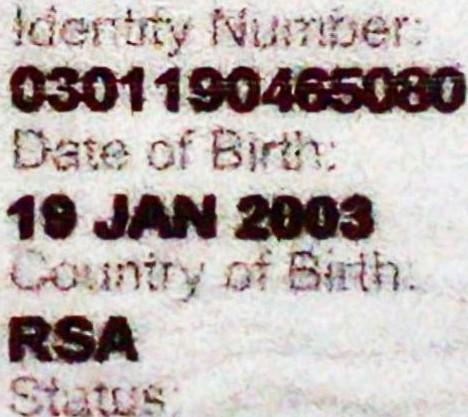 Identity Number:
0301190465080
Date of Birth:
19 JAN 2003
Country of Birth:
RSA
Status: